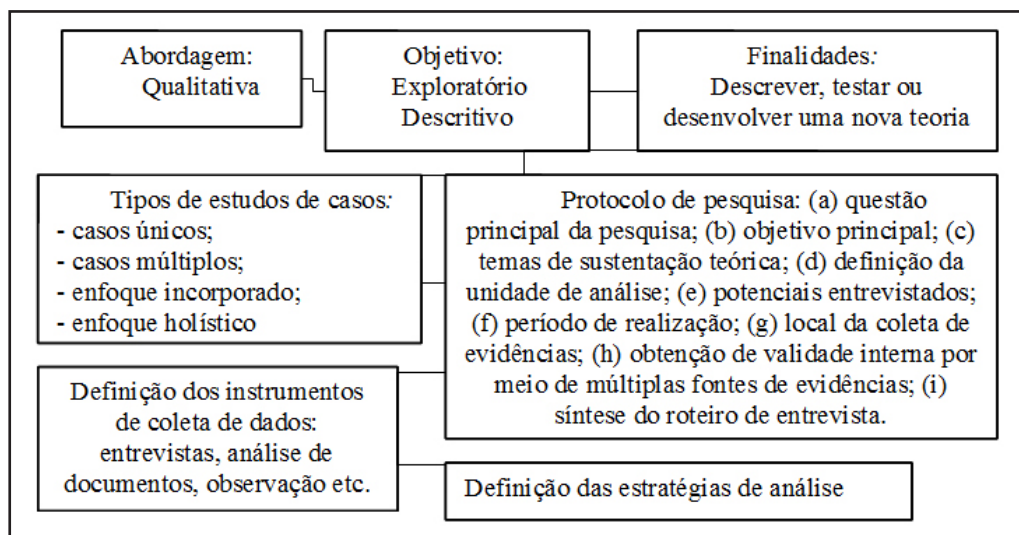 Abordagem:
Qualitativa
Objetivo:
Exploratório
Descritivo
Finalidades:
Descrever, testar ou
desenvolver uma nova teoria
Tipos de estudos de casos:
- casos únicos;
- casos múltiplos;
- enfoque incorporado;
- enfoque holístico
Protocolo de pesquisa: (a) questão
principal da pesquisa; (b) objetivo principal; (c)
temas de sustentação teórica; (d) definição da
unidade de análise; (e) potenciais entrevistados;
(f) período de realização; (g) local da coleta de
evidências; (h) obtenção de validade interna por
meio de múltiplas fontes de evidências; (i)
síntese do roteiro de entrevista.
Definição dos instrumentos
de coleta de dados:
entrevistas, análise de
documentos, observação etc.
Definição das estratégias de análise